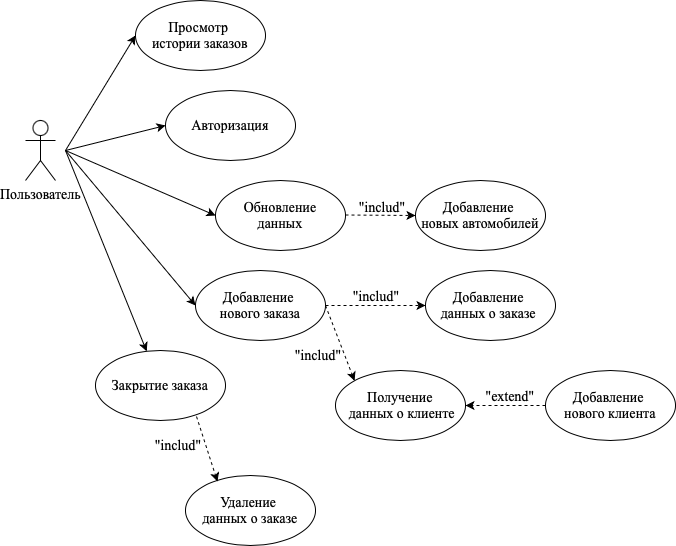 Просмотр
истории заказов
Авторизация
Пользователь
Обновление
данных
"includ"
Добавление
новых автомобилей
Добавление
нового заказа
"includ"
Добавление
данных о заказе
"includ"
Закрытие заказа
Получение
данных о клиенте
"extend"
Добавление
нового клиента
"includ"
Удаление
данных о заказе